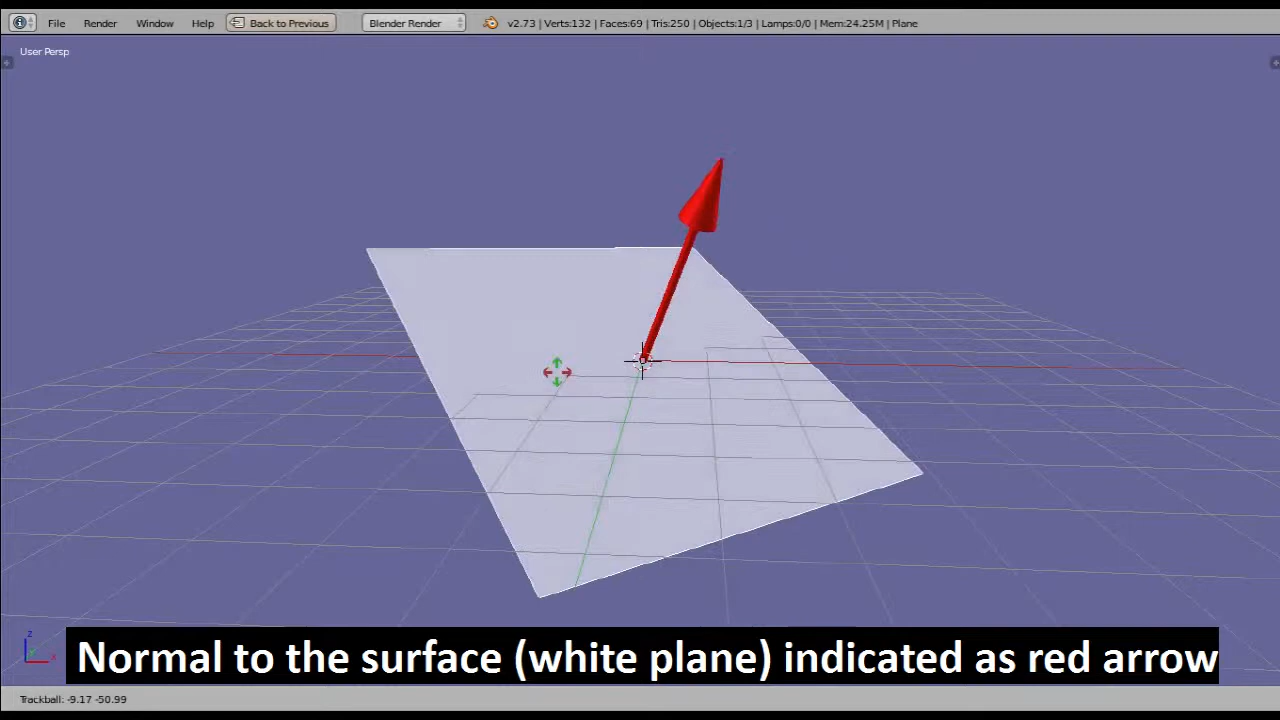 File Render Window Help Back to Previous Blender Render v2.73 | Verts:132 | Faces:69 | Tris:250 | Objects:1/3 | Lamps:0/0 | Mem:24.25M | Plane
User Persp
z
y
x
Normal to the surface (white plane) indicated as red arrow
Trackball: -9.17 -50.99